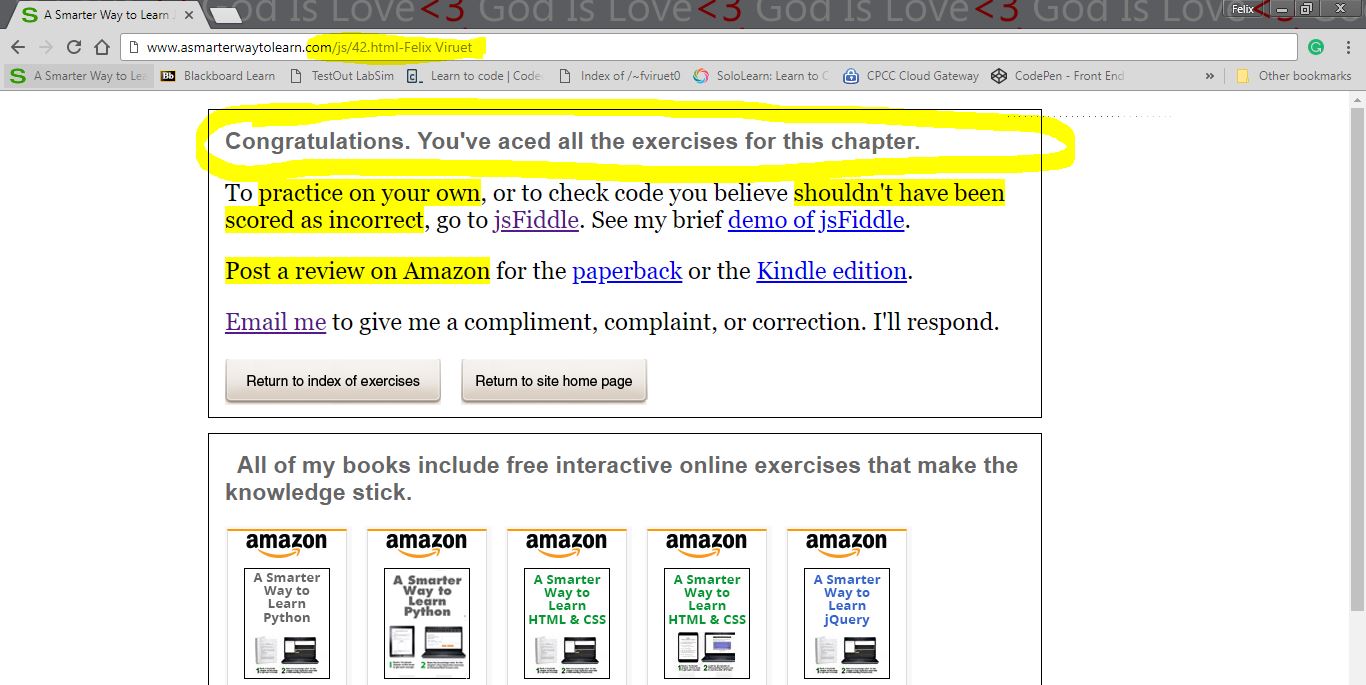 God Is Love<3 God Is Love<3 God Is Love<3 God Is Love<3
A Smarter Way to Learn
Felix
www.asmarterwaytolearn.com/js/42.html-Felix Viruet
A Smarter Way to Le
Bb Blackboard Learn
TestOut LabSim
Learn to code | Code
Index of /~fviruet0
SoloLearn: Learn to C
CPCC Cloud Gateway
CodePen - Front End
»
Other bookmarks
Congratulations. You've aced all the exercises for this chapter.
To practice on your own, or to check code you believe shouldn't have been
scored as incorrect, go to jsFiddle. See my brief demo of jsFiddle.
Post a review on Amazon for the paperback or the Kindle edition.
Email me to give me a compliment, complaint, or correction. I'll respond.
Return to index of exercises
Return to site home page
All of my books include free interactive online exercises that make the
knowledge stick.
amazon
A Smarter
Way to
Learn
Python
amazon
A Smarter
Way to
Learn
Python
amazon
A Smarter
Way to
Learn
HTML & CSS
amazon
A Smarter
Way to
Learn
HTML & CSS
amazon
A Smarter
Way to
Learn
jQuery